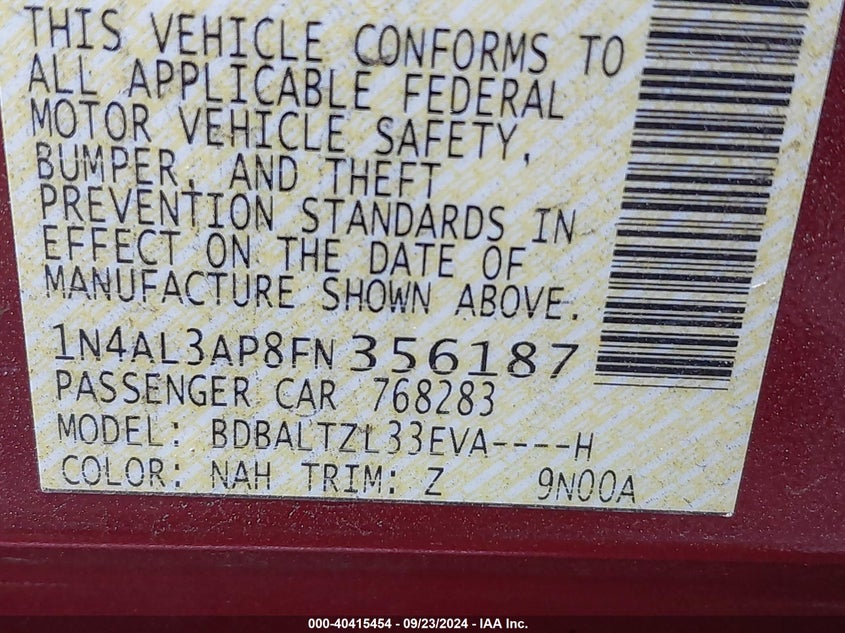 THIS VEHICLE CONFORMS TO
ALL APPLICABLE FEDERAL
MOTOR VEHICLE SAFETY,
BUMPER, AND THEFT
PREVENTION STANDARDS IN
EFFECT ON THE DATE OF
MANUFACTURE SHOWN ABOVE.
1N4AL3AP8FN356187
PASSENGER CAR 768283
MODEL: BDBALTZL33EVA----H
COLOR: NAH TRIM: Z 9N00A
000-40415454 - 09/23/2024 - IAA Inc.